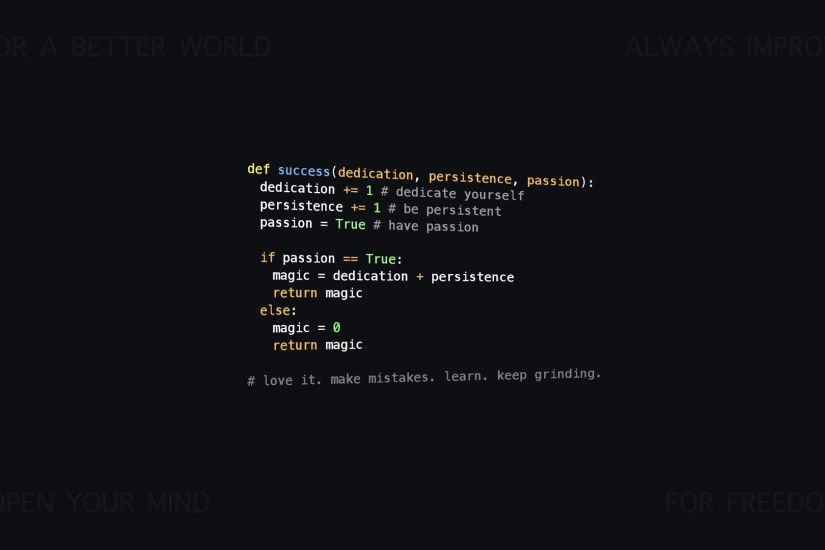 OR A BETTER WORLD
ALWAYS IMPRO
def success(dedication, persistence, passion):
dedication += 1 # dedicate yourself
persistence += 1 # be persistent
passion = True # have passion
if passion == True:
magic = dedication + persistence
return magic
else:
magic = 0
return magic
# love it. make mistakes. learn. keep grinding.
OPEN YOUR MIND
FOR FREEDO